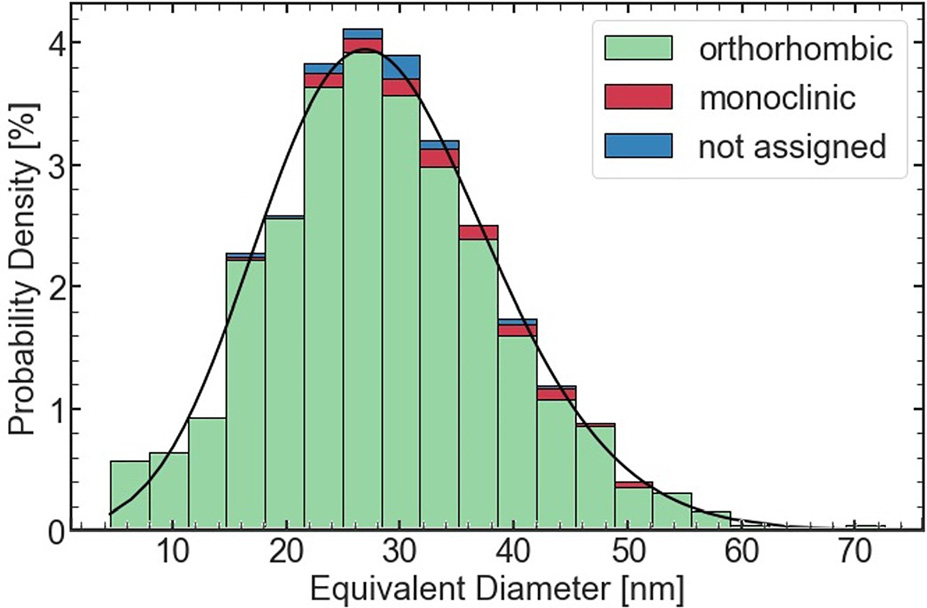 Probability Density [%]
4
3
2
1
0
orthorhombic
monoclinic
not assigned
10 20 30 40 50 60 70
Equivalent Diameter [nm]